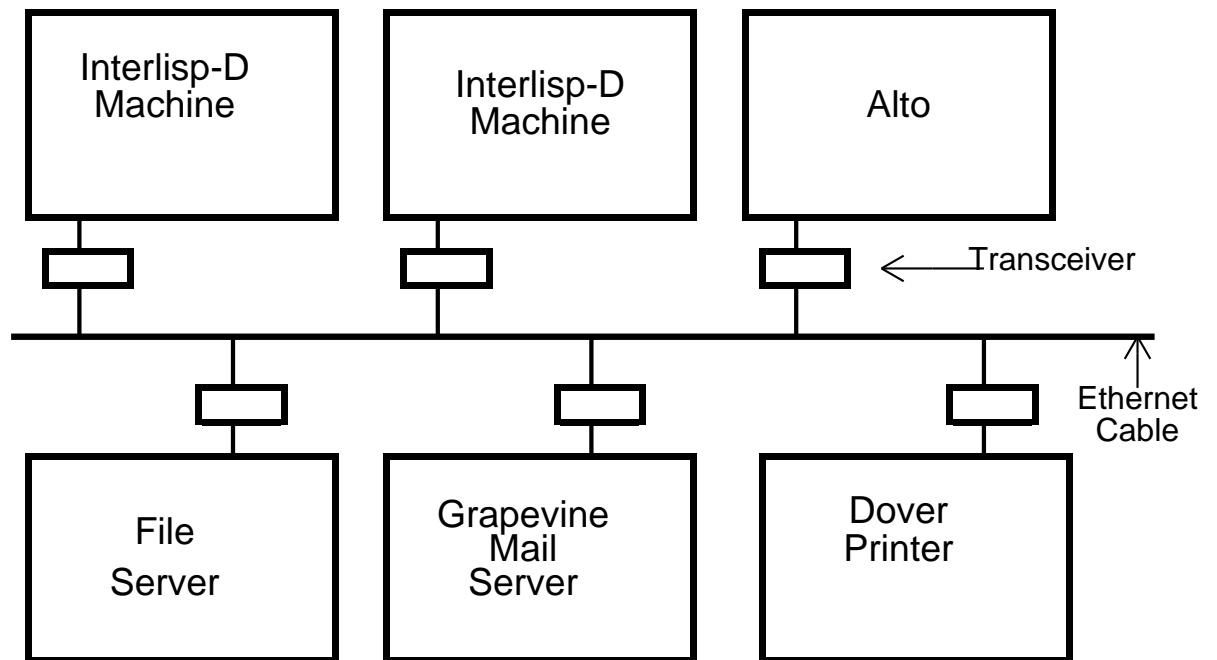 Interlisp-D
Machine
Interlisp-D
Machine
Alto
Transceiver
Ethernet
Cable
File
Server
Grapevine
Mail
Server
Dover
Printer